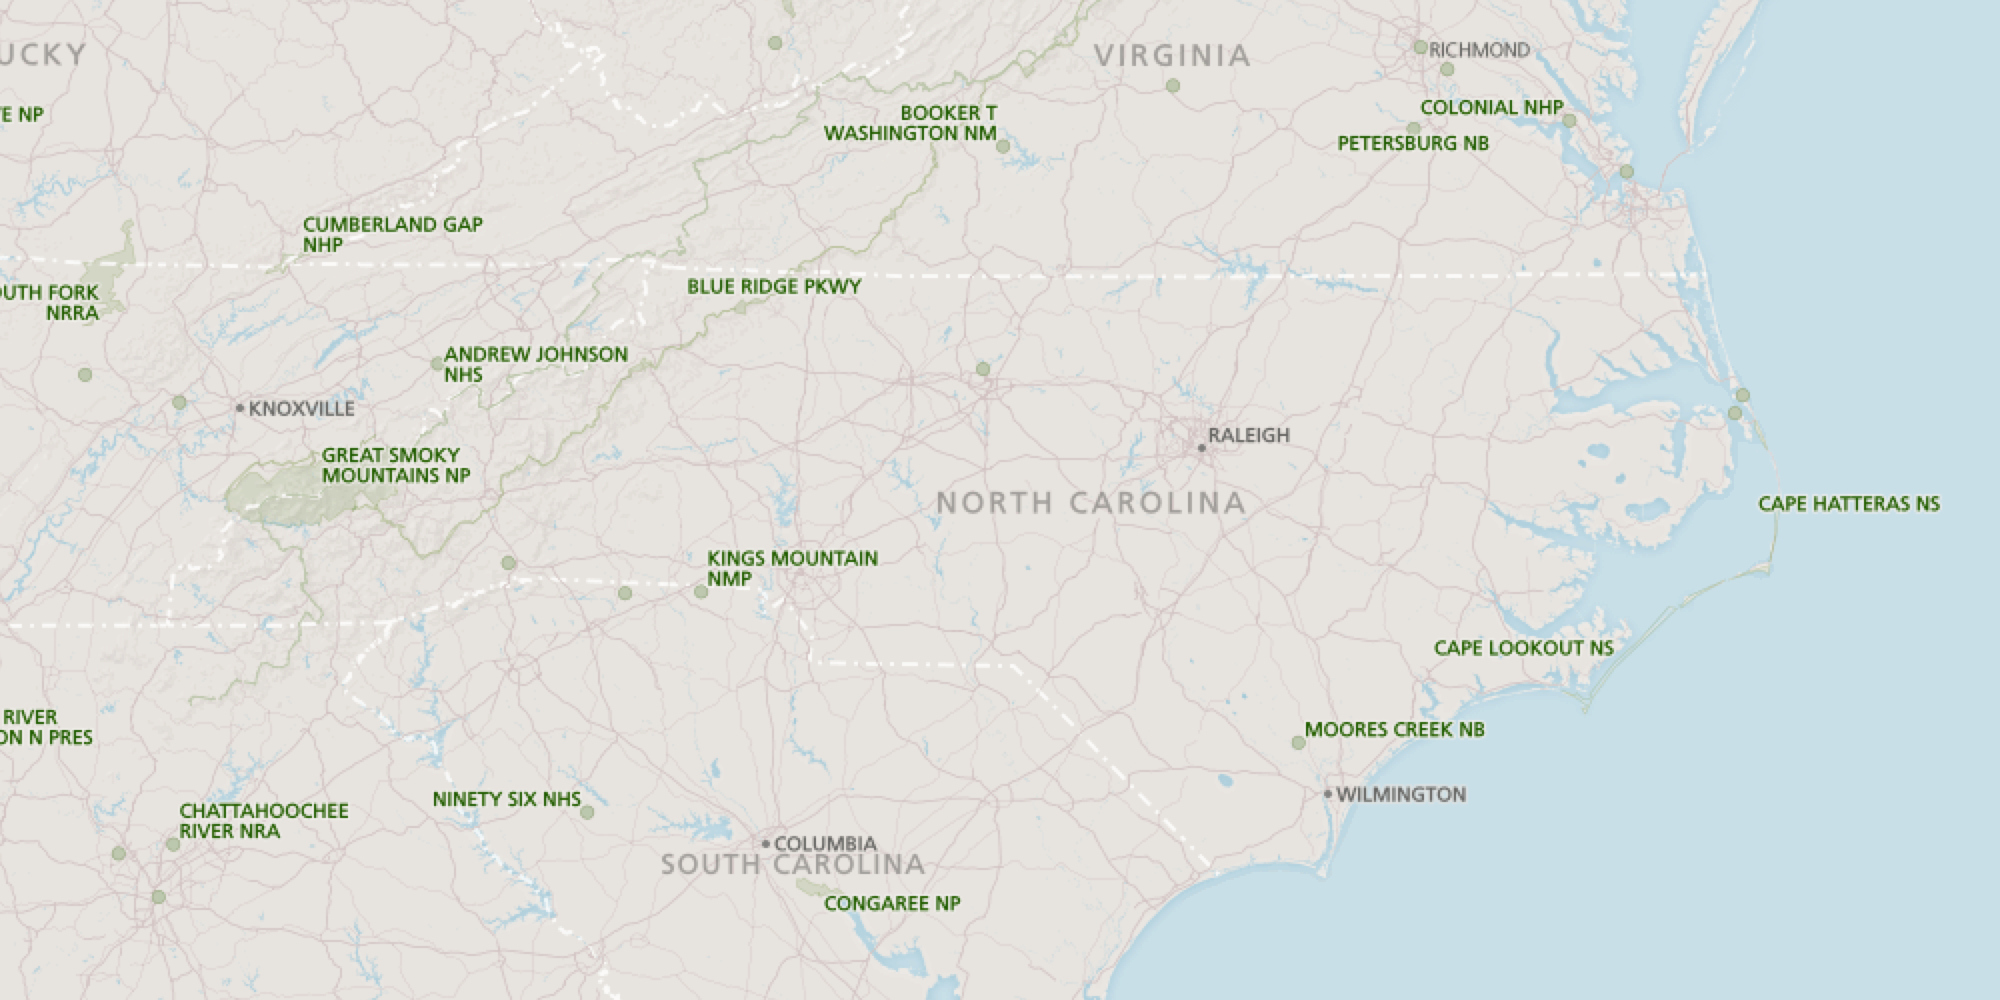 UCKY
VIRGINIA
RICHMOND
E NP
BOOKER T
WASHINGTON NM
COLONIAL NHP
PETERSBURG NB
CUMBERLAND GAP
NHP
OUTH FORK
NRRA
BLUE RIDGE PKWY
ANDREW JOHNSON
NHS
KNOXVILLE
RALEIGH
GREAT SMOKY
MOUNTAINS NP
NORTH CAROLINA
CAPE HATTERAS NS
KINGS MOUNTAIN
NMP
CAPE LOOKOUT NS
RIVER
ON N PRES
MOORES CREEK NB
WILMINGTON
NINETY SIX NHS
CHATTAHOOCHEE
RIVER NRA
COLUMBIA
SOUTH CAROLINA
CONGAREE NP